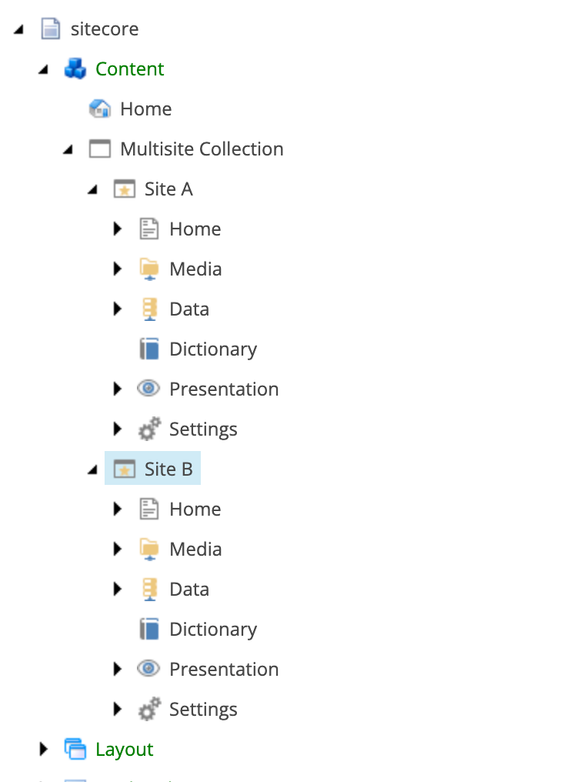 sitecore
Content
Home
Multisite Collection
Site A
Home
Media
Data
Dictionary
Presentation
Settings
Site B
Home
Media
Data
Dictionary
Presentation
Settings
Layout